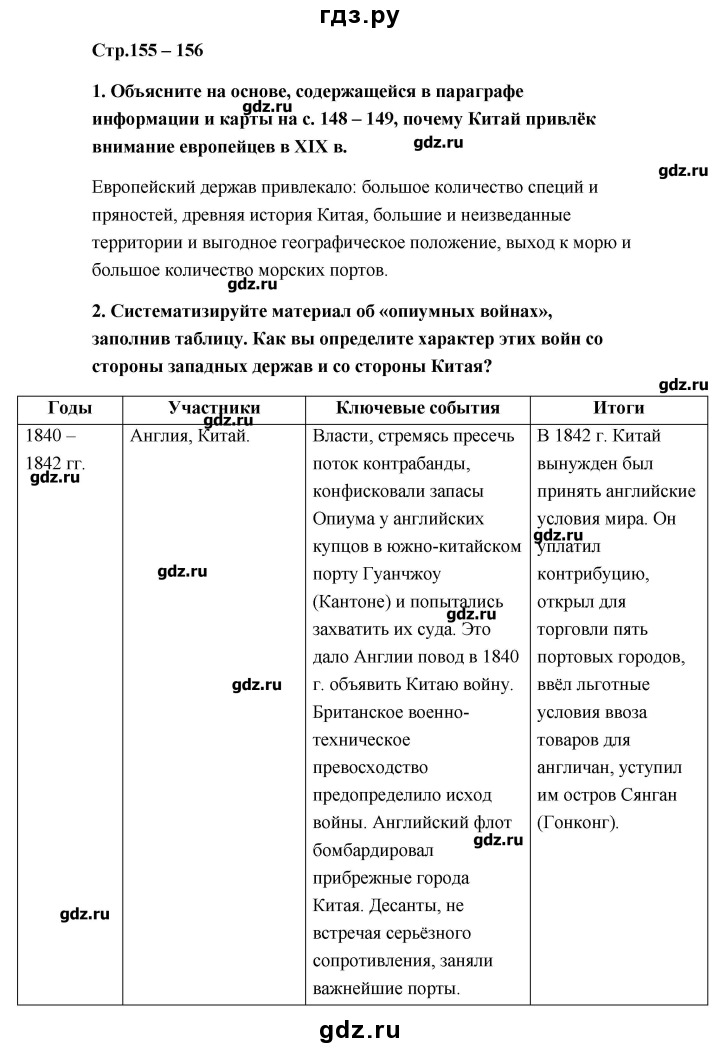 гдз.ру
Стр.155 – 156
1. Объясните на основе, содержащейся в параграфе
gdz.ru
информации и карты на с. 148 – 149, почему Китай привлёк
gdz.ru
внимание европейцев в XIX в.
gdz.ru
Европейский держав привлекало: большое количество специй и
пряностей, древняя история Китая, большие и неизведанные
территории и выгодное географическое положение, выход к морю и
большое количество морских портов.
gdz.ru
2. Систематизируйте материал об «опиумных войнах»,
заполнив таблицу. Как вы определите характер этих войн со
стороны западных держав и со стороны Китая?
gdz.ru
Годы
Участники
Ключевые события
Итоги
gdz.ru
1840 –
1842 гг.
gdz.ru
gdz.ru
Англия, Китай.
gdz.ru
gdz.ru
Власти, стремясь пресечь
поток контрабанды,
конфисковали запасы
Опиума у английских
купцов в южно-китайском
порту Гуанчжоу
(Кантоне) и попытались
gdz.ru
захватить их суда. Это
дало Англии повод в 1840
г. объявить Китаю войну.
Британское военно-
техническое
превосходство
предопределило исход
войны. Английский флот
gdz.ru
бомбардировал
прибрежные города
Китая. Десанты, не
встречая серьёзного
сопротивления, заняли
важнейшие порты.
В 1842 г. Китай
вынужден был
принять английские
условия мира. Он
gdz.ru
уплатил
контрибуцию,
открыл для
торговли пять
портовых городов,
ввёл льготные
условия ввоза
товаров для
англичан, уступил
им остров Сянган
(Гонконг).
gdz.ru